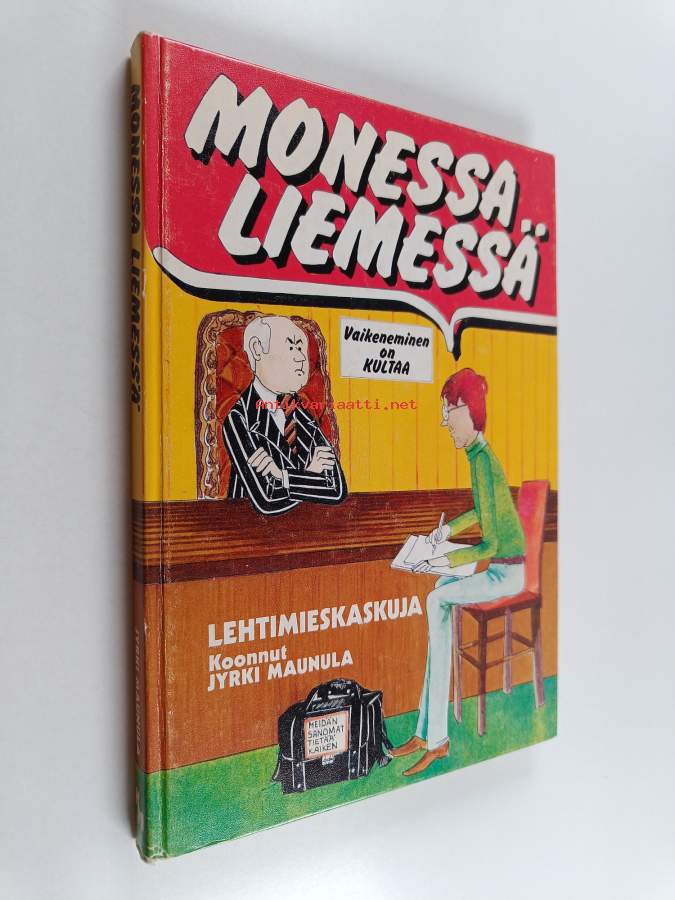 MONESSA
LIEMESSÄ
Vaikeneminen
on
KULTAA
antikvariaatti.net
LEHTIMIESKASKUJA
Koonnut
JYRKI MAUNULA
MEIDÄN
SANOMAT
TIETÄÄ
KAIKEN
MONESSA LIEMESSÄ
JYRKI MAUNULA